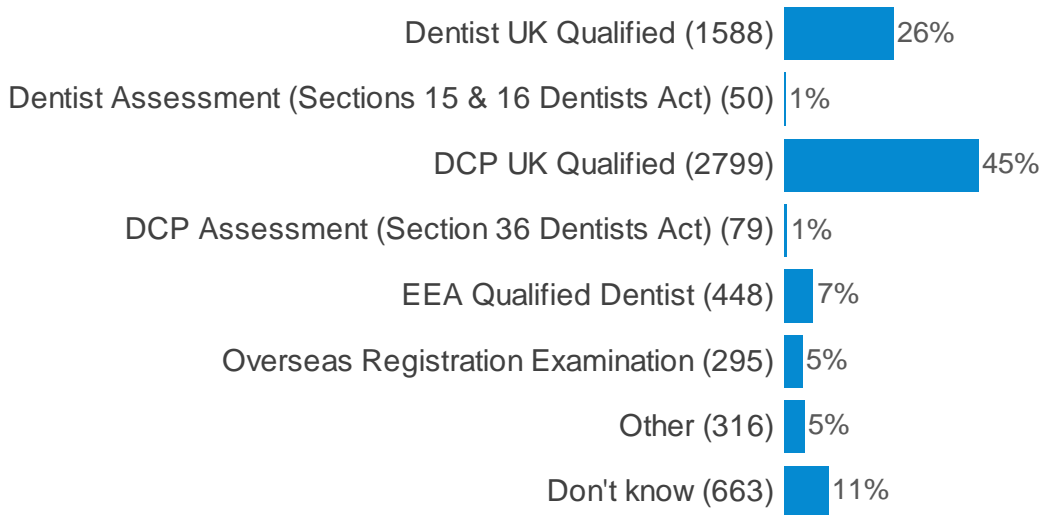 Dentist UK Qualified (1588) 26%
Dentist Assessment (Sections 15 & 16 Dentists Act) (50) 1%
DCP UK Qualified (2799) 45%
DCP Assessment (Section 36 Dentists Act) (79) 1%
EEA Qualified Dentist (448) 7%
Overseas Registration Examination (295) 5%
Other (316) 5%
Don't know (663) 11%